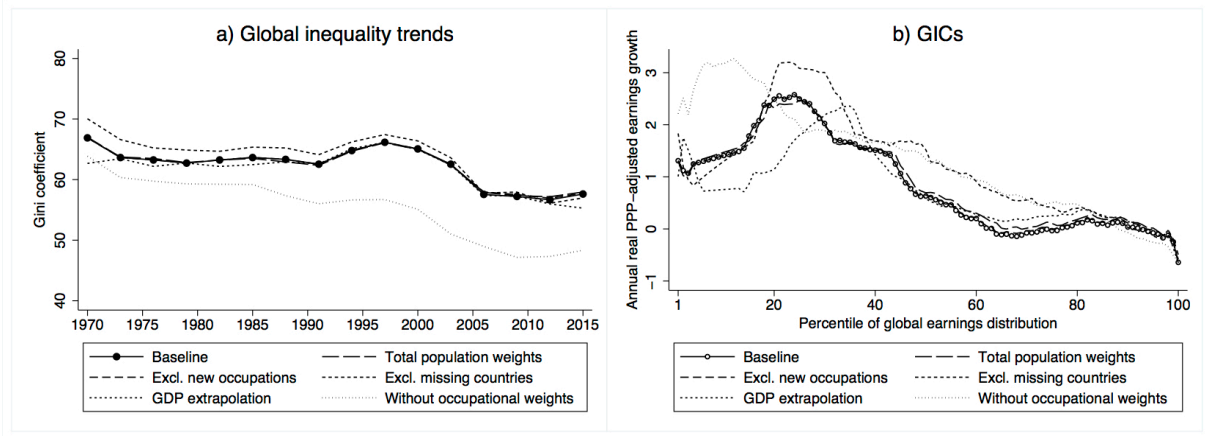 a) Global inequality trends
Gini coefficient
80
70
60
50
40
1970 1975 1980 1985 1990 1995 2000 2005 2010 2015
Baseline Total population weights
Excl. new occupations Excl. missing countries
GDP extrapolation Without occupational weights
b) GICs
Annual real PPP-adjusted earnings growth
3
2
1
0
-1
1 20 40 60 80 100
Percentile of global earnings distribution
Baseline Total population weights
Excl. new occupations Excl. missing countries
GDP extrapolation Without occupational weights